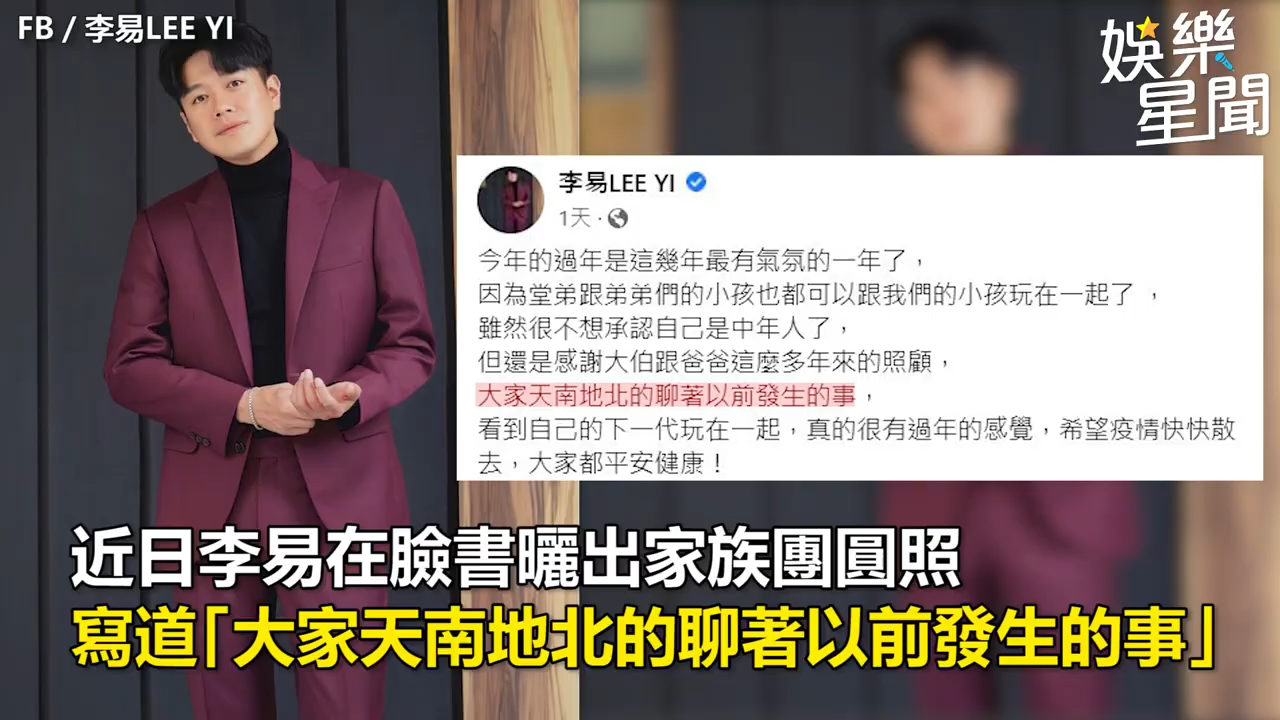 FB / 李易LEE YI
娛樂
星聞
李易LEE YI
1天·
今年的過年是這幾年最有氣氛的一年了，
因為堂弟跟弟弟們的小孩也都可以跟我們的小孩玩在一起了 ，
雖然很不想承認自己是中年人了，
但還是感謝大伯跟爸爸這麼多年來的照顧，
大家天南地北的聊著以前發生的事，
看到自己的下一代玩在一起，真的很有過年的感覺，希望疫情快快散
去，大家都平安健康！
近日李易在臉書曬出家族團圓照
寫道「大家天南地北的聊著以前發生的事」